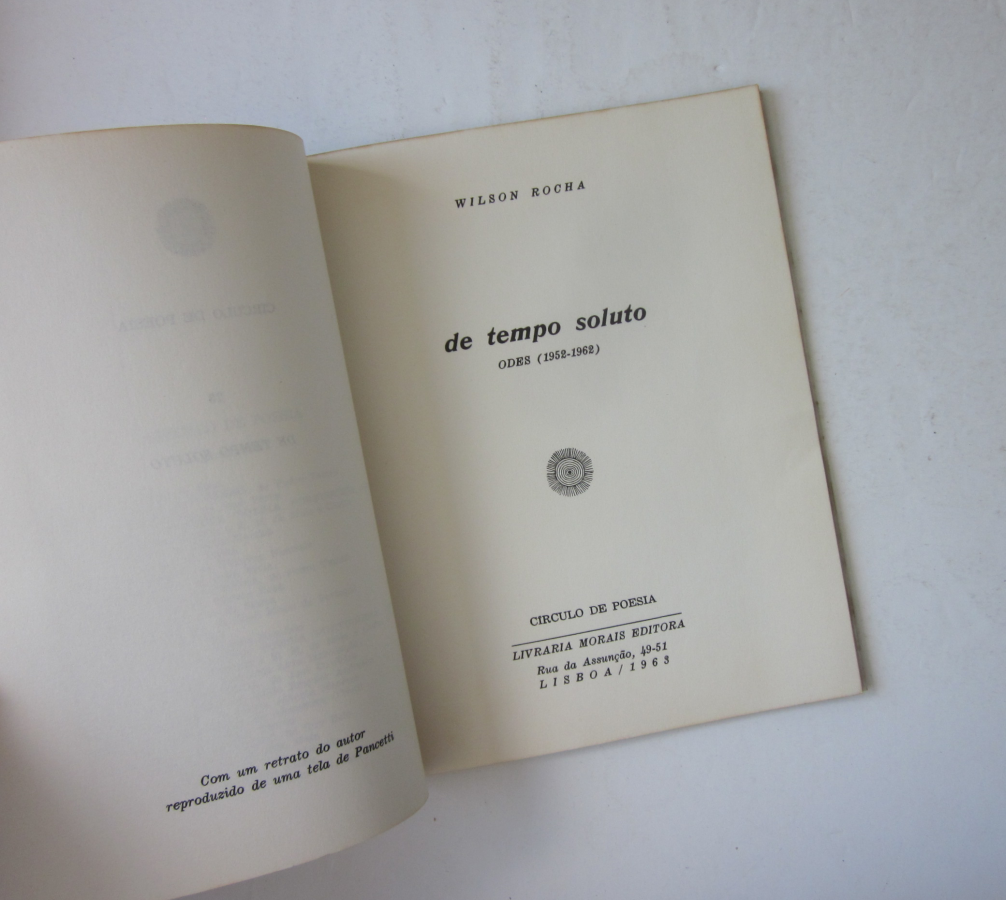 Com um retrato do autor
reproduzido de uma tela de Pancetti
WILSON ROCHA
de tempo soluto
ODES (1952-1962)
CIRCULO DE POESIA
LIVRARIA MORAIS EDITORA
Rua da Assunção, 49-51
LISBOA/1963